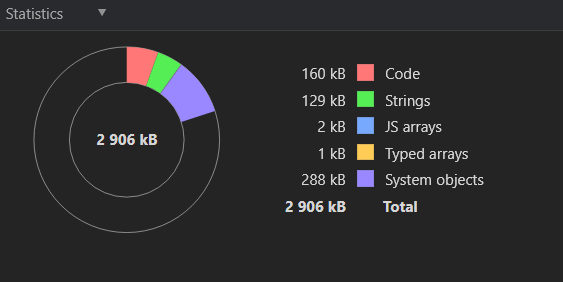 Statistics
2 906 kB
160 kB Code
129 kB Strings
2 kB JS arrays
1 kB Typed arrays
288 kB System objects
2 906 kB Total